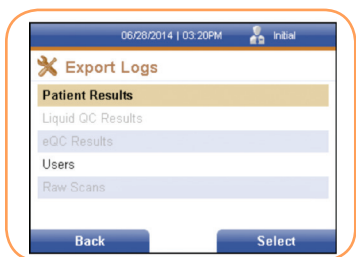 06/28/2014 | 03:20PM Initial
Export Logs
Patient Results
Liquid QC Results
eQC Results
Users
Raw Scans
Back Select